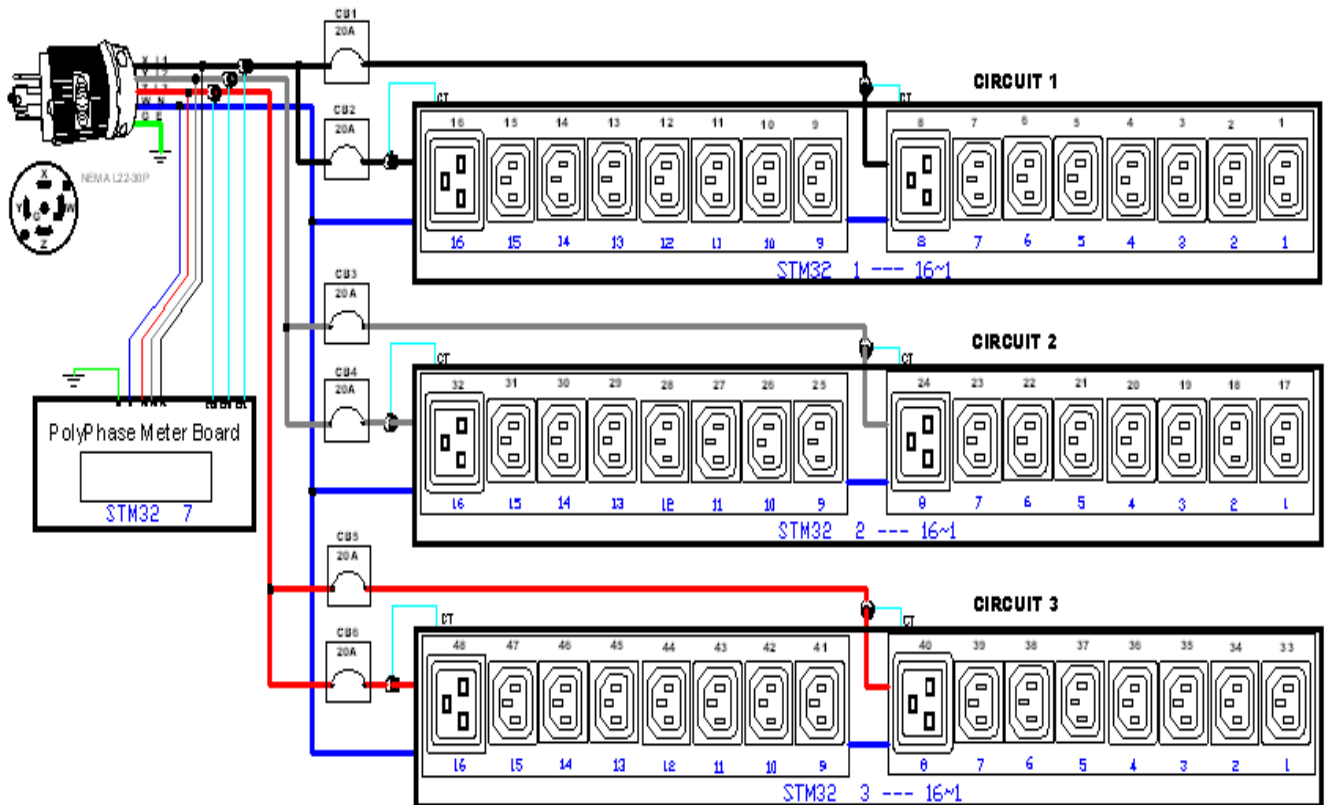 CB1
20A
X L1
Y L2
Z L3
W N
G E
CIRCUIT 1
CT
CT
CB2
20A
16 15 14 13 12 11 10 9 8 7 6 5 4 3 2 1
NEMA L22-30P
X
Y
W
G
Z
16 15 14 13 12 11 10 9 8 7 6 5 4 3 2 1
STM32 1 --- 16~1
CB3
20A
CIRCUIT 2
CT
CT
CB4
20A
32 31 30 29 28 27 26 25 24 23 22 21 20 19 18 17
PolyPhase Meter Board
STM32 7
16 15 14 13 12 11 10 9 8 7 6 5 4 3 2 1
STM32 2 --- 16~1
CB5
20A
CIRCUIT 3
CT
CT
CB6
20A
48 47 46 45 44 43 42 41 40 39 38 37 36 35 34 33
16 15 14 13 12 11 10 9 8 7 6 5 4 3 2 1
STM32 3 --- 16~1